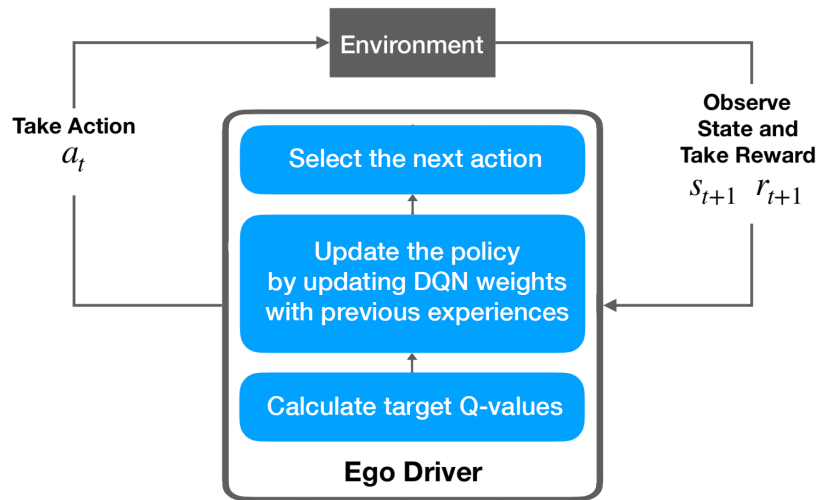 Environment
Take Action
a_t
Observe
State and
Take Reward
s_{t+1} r_{t+1}
Select the next action
Update the policy
by updating DQN weights
with previous experiences
Calculate target Q-values
Ego Driver